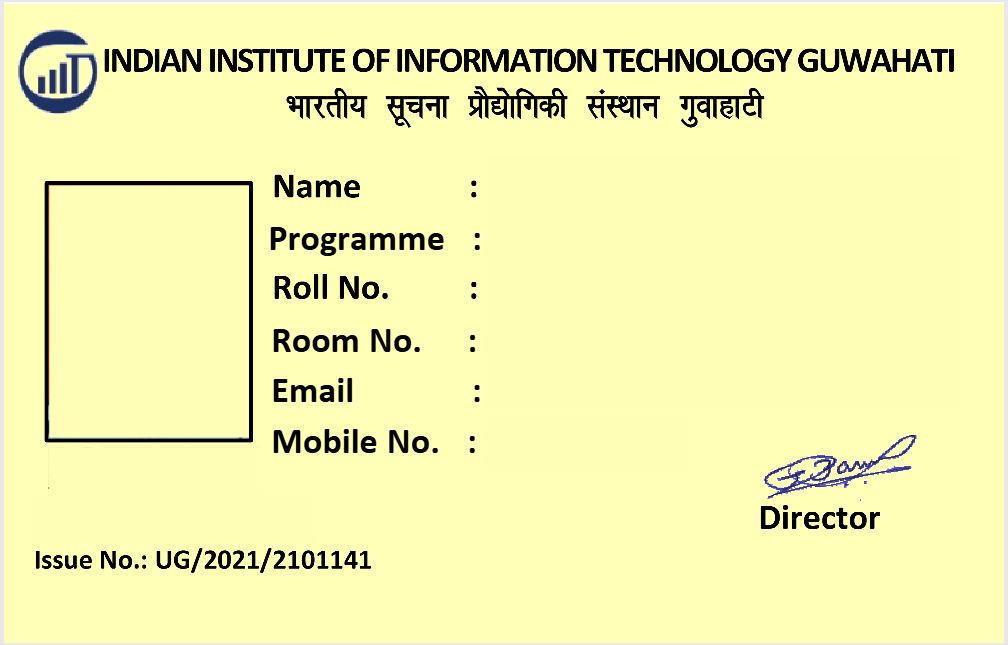 INDIAN INSTITUTE OF INFORMATION TECHNOLOGY GUWAHATI
भारतीय सूचना प्रौद्योगिकी संस्थान गुवाहाटी
Name :
Programme :
Roll No. :
Room No. :
Email :
Mobile No. :
Director
Issue No.: UG/2021/2101141